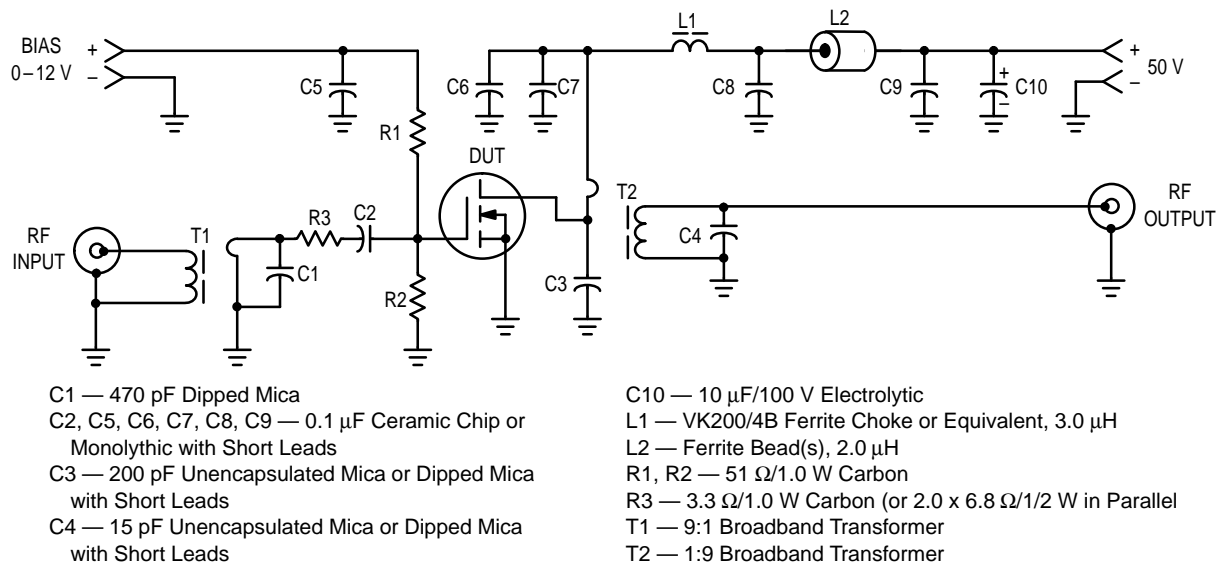 BIAS
0–12 V
+
–
C5
R1
C6
C7
L1
C8
L2
C9
+
–
C10
+
–
50 V
DUT
RF
INPUT
T1
C1
R3
C2
R2
C3
T2
C4
RF
OUTPUT
C1 — 470 pF Dipped Mica
C2, C5, C6, C7, C8, C9 — 0.1 μF Ceramic Chip or
Monolythic with Short Leads
C3 — 200 pF Unencapsulated Mica or Dipped Mica
with Short Leads
C4 — 15 pF Unencapsulated Mica or Dipped Mica
with Short Leads
C10 — 10 μF/100 V Electrolytic
L1 — VK200/4B Ferrite Choke or Equivalent, 3.0 μH
L2 — Ferrite Bead(s), 2.0 μH
R1, R2 — 51 Ω/1.0 W Carbon
R3 — 3.3 Ω/1.0 W Carbon (or 2.0 x 6.8 Ω/1/2 W in Parallel
T1 — 9:1 Broadband Transformer
T2 — 1:9 Broadband Transformer